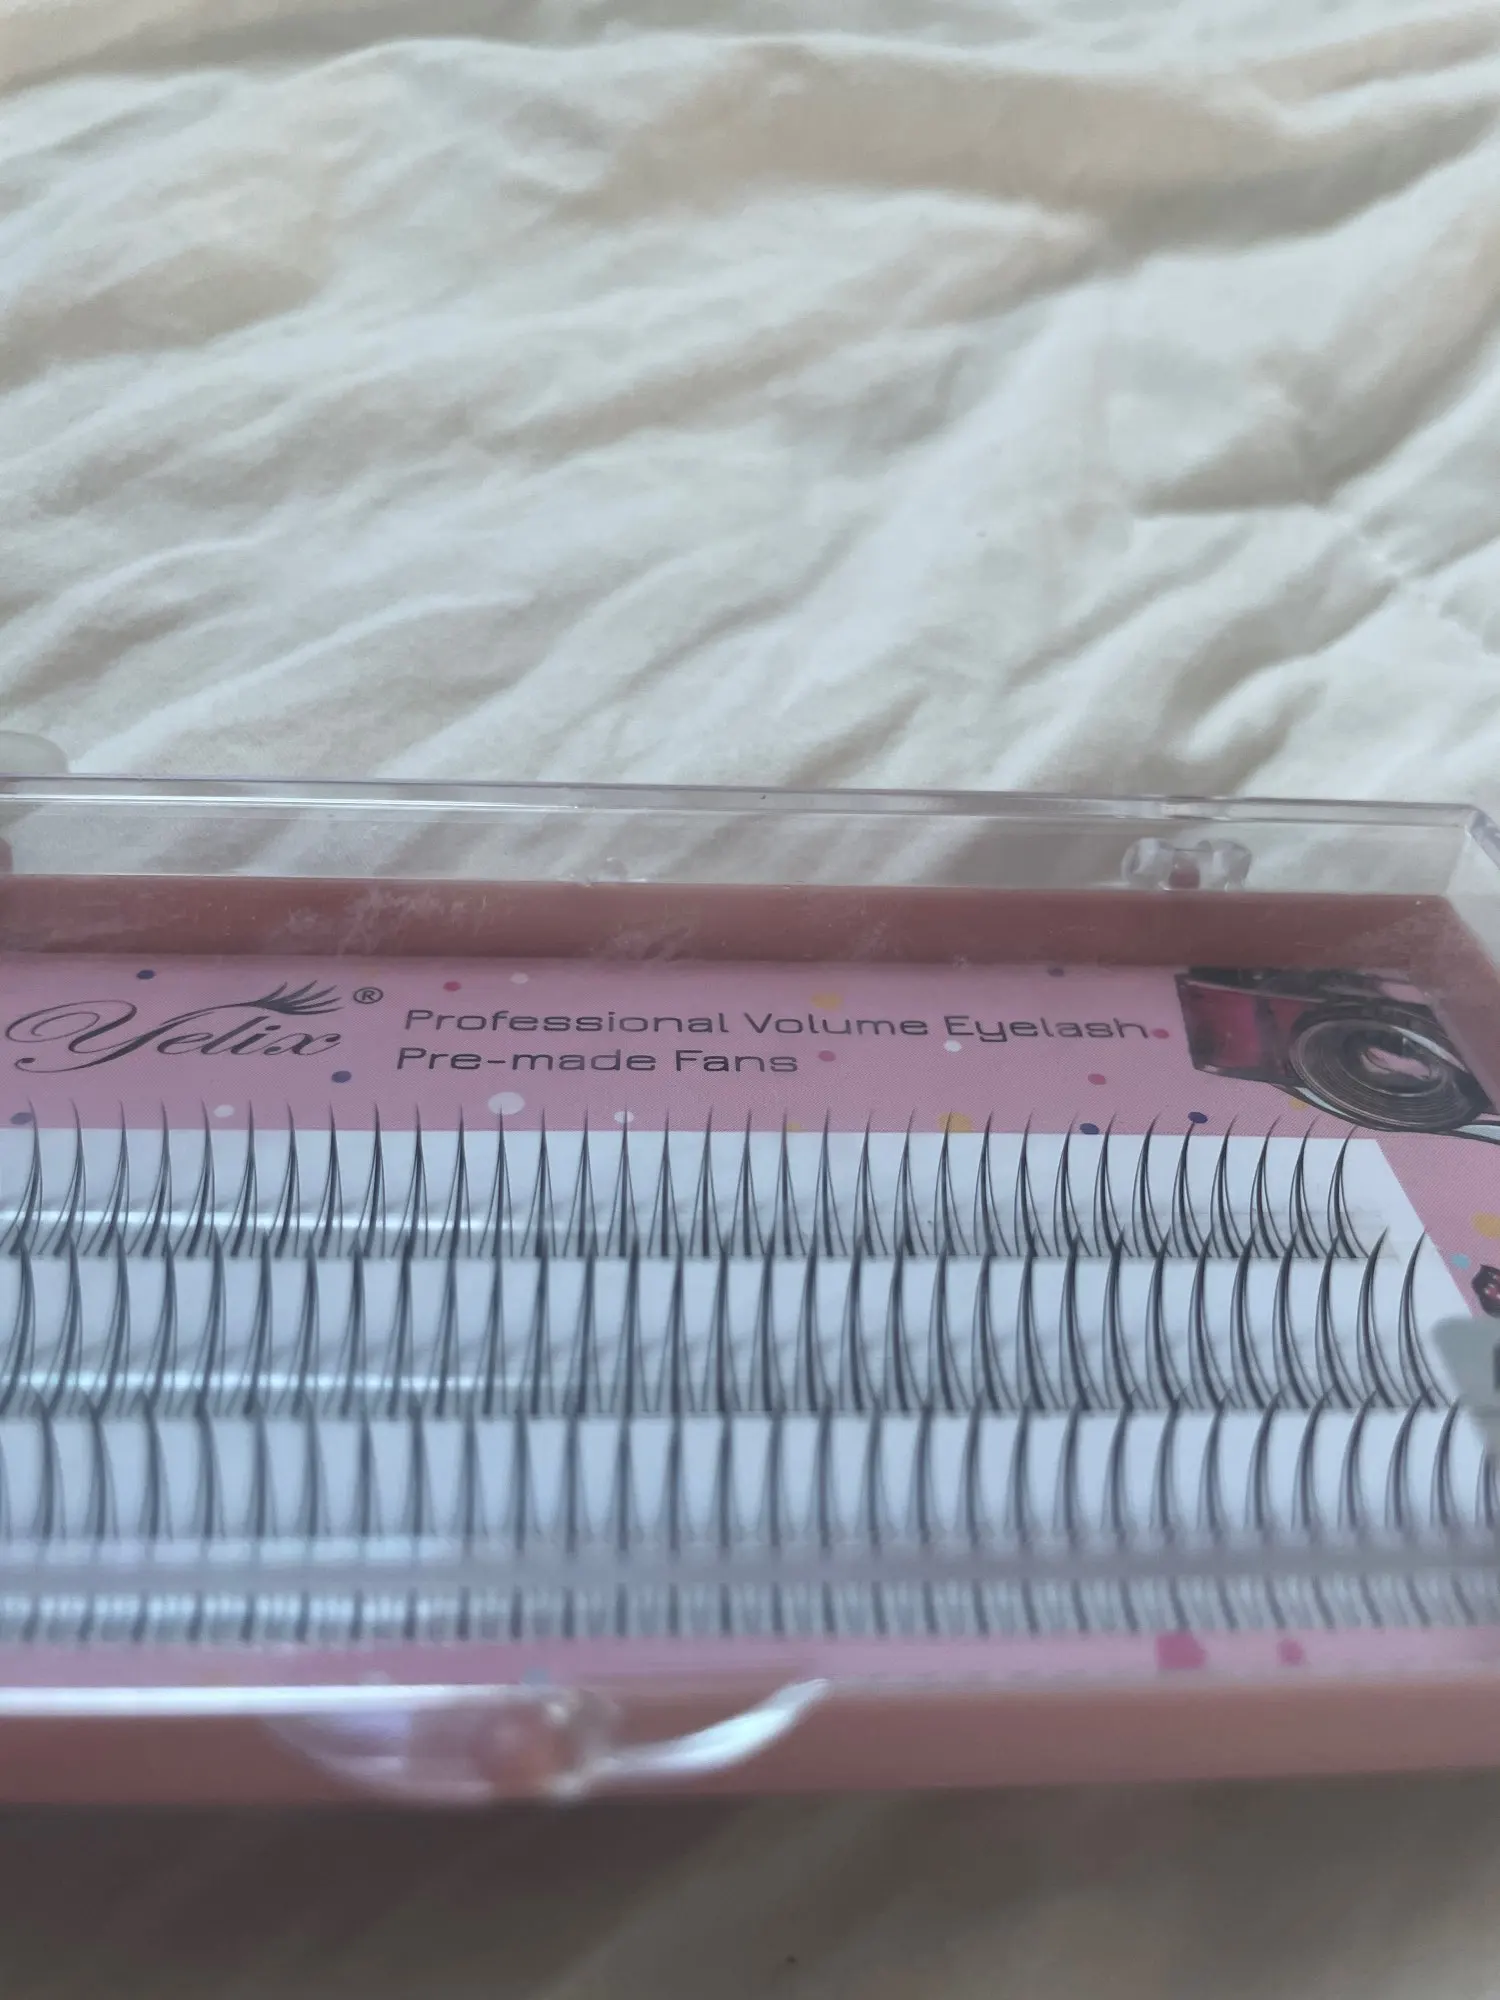 Yelix®
Professional Volume Eyelash
Pre-made Fans